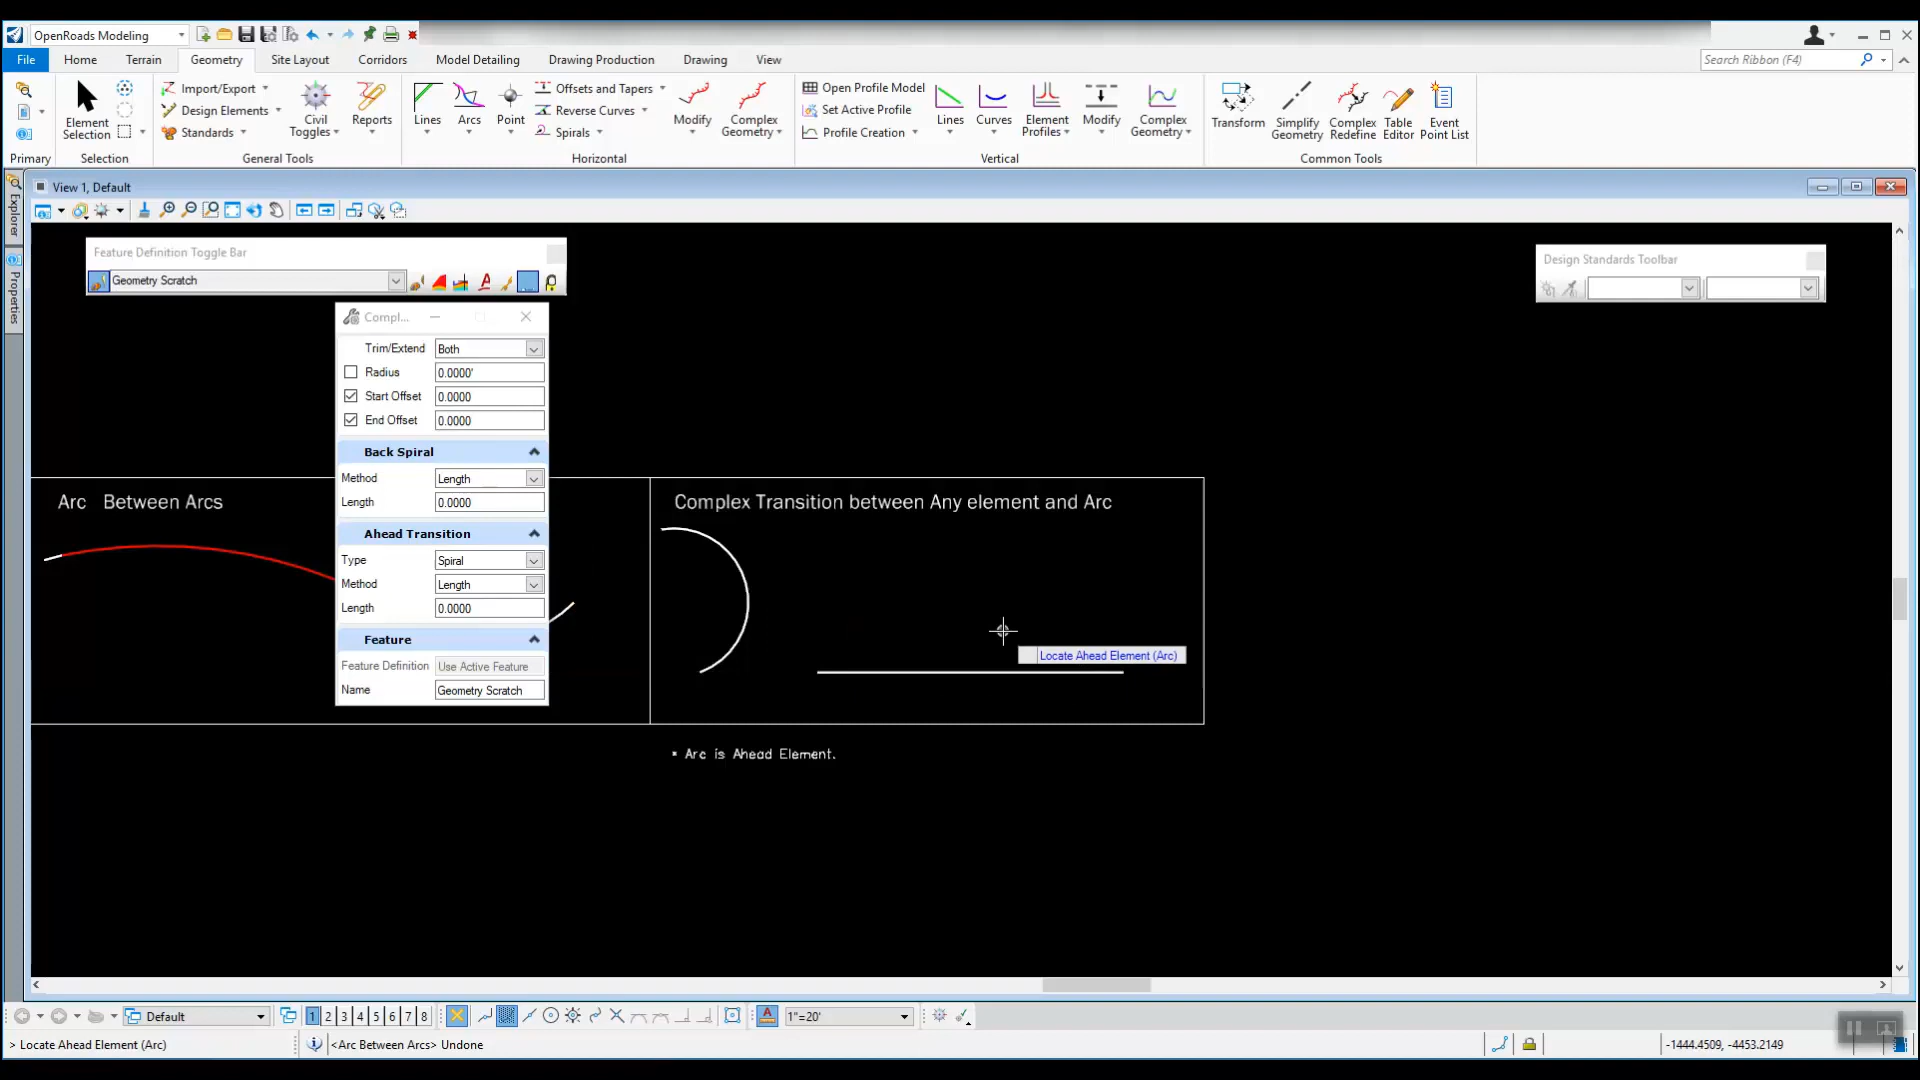 OpenRoads Modeling
File Home Terrain Geometry Site Layout Corridors Model Detailing Drawing Production Drawing View Search Ribbon (F4)
Import/Export Offsets and Tapers Open Profile Model
Design Elements Reverse Curves Set Active Profile
Standards Spirals Profile Creation
Element Selection
Civil Toggles
Reports
Lines
Arcs
Point
Modify
Complex Geometry
Lines
Curves
Element Profiles
Modify
Complex Geometry
Transform
Simplify Geometry
Complex Redefine
Table Editor
Event Point List
Primary Selection General Tools Horizontal Vertical Common Tools
Explorer
Properties
View 1, Default
Feature Definition Toggle Bar
Geometry Scratch
Design Standards Toolbar
Compl...
Trim/Extend Both
Radius 0.0000'
Start Offset 0.0000
End Offset 0.0000
Back Spiral
Method Length
Length 0.0000
Ahead Transition
Type Spiral
Method Length
Length 0.0000
Feature
Feature Definition Use Active Feature
Name Geometry Scratch
Arc Between Arcs
Complex Transition between Any element and Arc
Locate Ahead Element (Arc)
• Arc is Ahead Element.
Default 1 2 3 4 5 6 7 8 1"=20'
> Locate Ahead Element (Arc) <Arc Between Arcs> Undone -1444.4509, -4453.2149